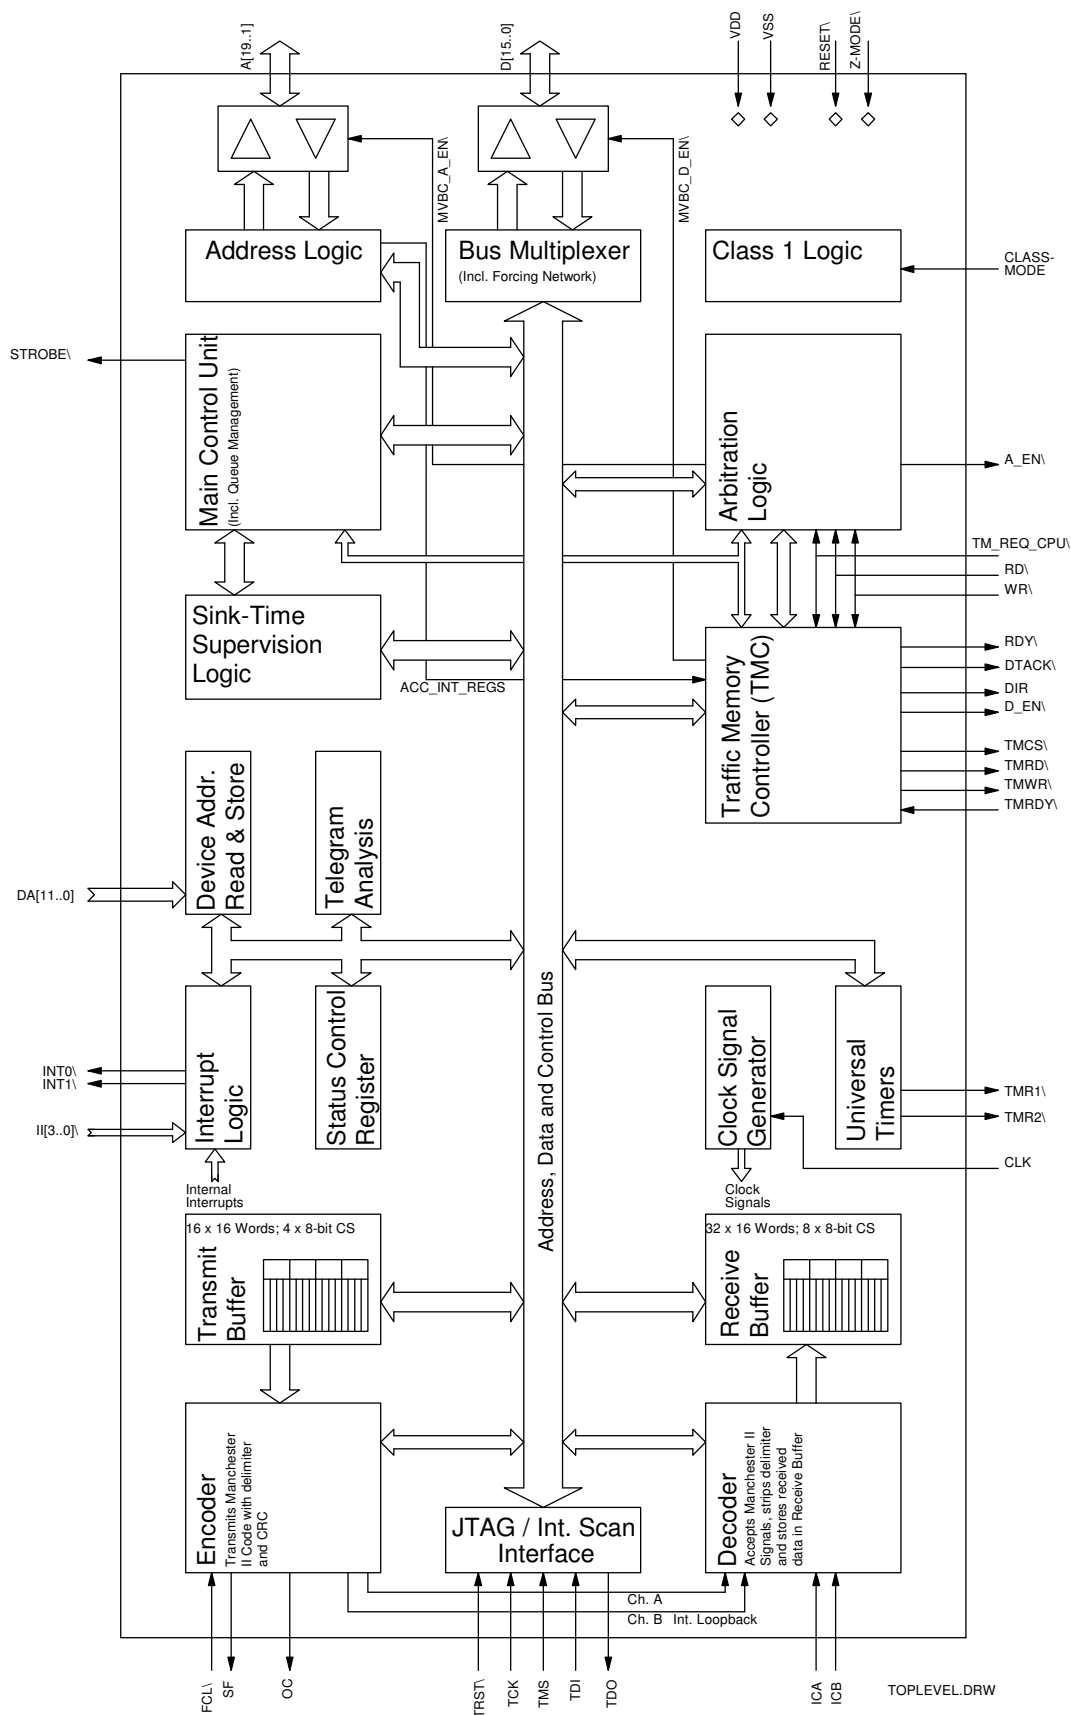 A[19..1]
D[15..0]
VDD
VSS
RESET\
Z-MODE\
MVBC_A_EN\
MVBC_D_EN\
Address Logic
Bus Multiplexer
(Incl. Forcing Network)
Class 1 Logic
CLASS-
MODE
STROBE\
Main Control Unit
(Incl. Queue Management)
Arbitration
Logic
A_EN\
TM_REQ_CPU\
RD\
WR\
Sink-Time
Supervision
Logic
ACC_INT_REGS
Traffic Memory
Controller (TMC)
RDY\
DTACK\
DIR
D_EN\
TMCS\
TMRD\
TMWR\
TMRDY\
Device Addr.
Read & Store
Telegram
Analysis
DA[11..0]
Address, Data and Control Bus
INT0\
INT1\
II[3..0]\
Interrupt
Logic
Status Control
Register
Clock Signal
Generator
Universal
Timers
TMR1\
TMR2\
CLK
Internal
Interrupts
Clock
Signals
16 x 16 Words; 4 x 8-bit CS
Transmit
Buffer
32 x 16 Words; 8 x 8-bit CS
Receive
Buffer
Encoder
Transmits Manchester
II Code with delimiter
and CRC
JTAG / Int. Scan
Interface
Decoder
Accepts Manchester II
Signals, strips delimiter
and stores received
data in Receive Buffer
Ch. A
Ch. B Int. Loopback
FCL\
SF
OC
TRST\
TCK
TMS
TDI
TDO
ICA
ICB
TOPLEVEL.DRW